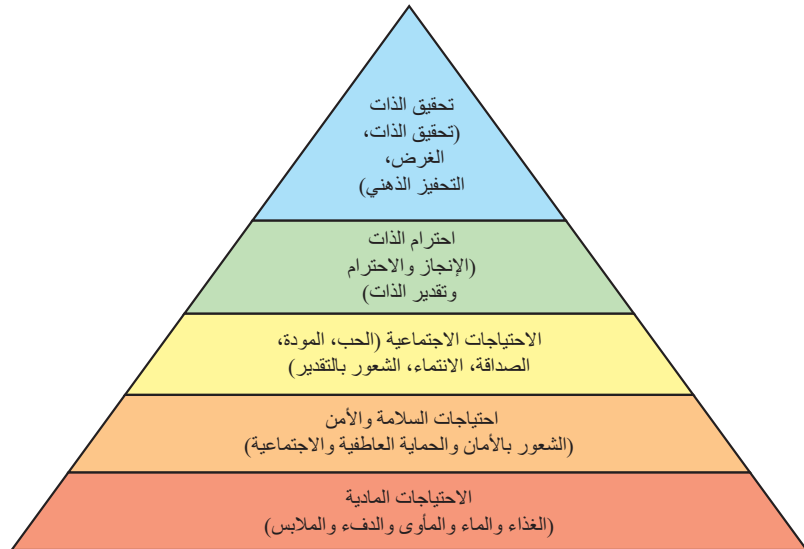 تحقيق الذات
(تحقيق الذات،
الغرض،
التحفيز الذهني)
احترام الذات
(الإنجاز والاحترام
وتقدير الذات)
الاحتياجات الاجتماعية (الحب، المودة،
الصداقة، الانتماء، الشعور بالتقدير)
احتياجات السلامة والأمن
(الشعور بالأمان والحماية العاطفية والاجتماعية)
الاحتياجات المادية
(الغذاء والماء والمأوى والدفء والملابس)